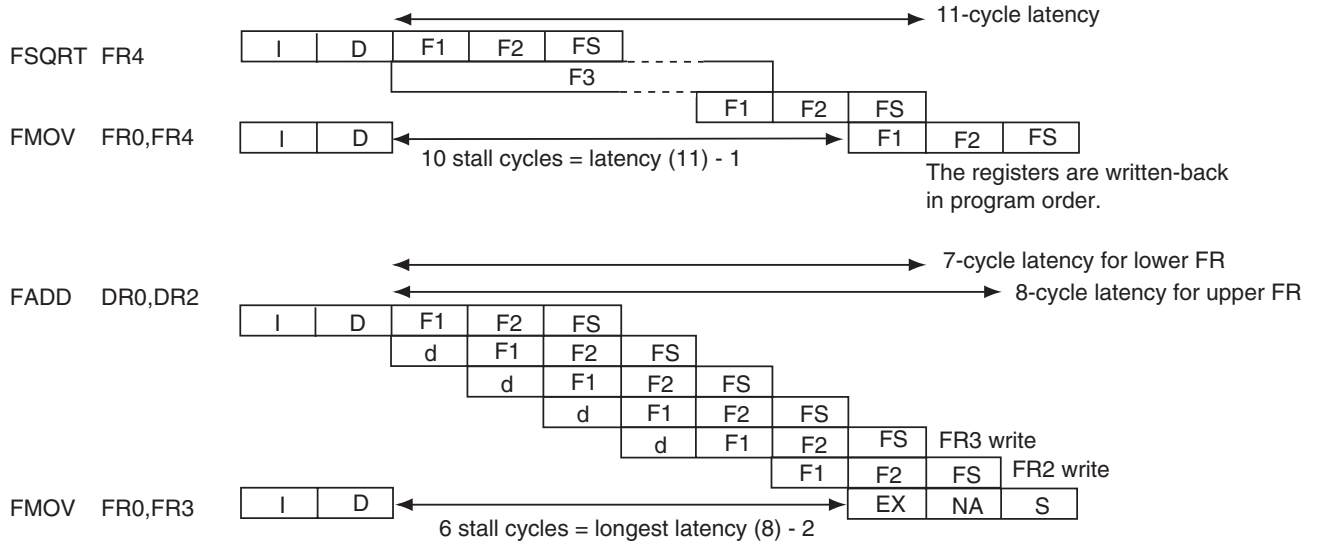 11-cycle latency
FSQRT FR4 I D F1 F2 FS
F3
F1 F2 FS
FMOV FR0,FR4 I D F1 F2 FS
10 stall cycles = latency (11) - 1
The registers are written-back
in program order.
7-cycle latency for lower FR
FADD DR0,DR2 8-cycle latency for upper FR
I D F1 F2 FS
d F1 F2 FS
d F1 F2 FS
d F1 F2 FS
d F1 F2 FS FR3 write
F1 F2 FS FR2 write
FMOV FR0,FR3 I D EX NA S
6 stall cycles = longest latency (8) - 2